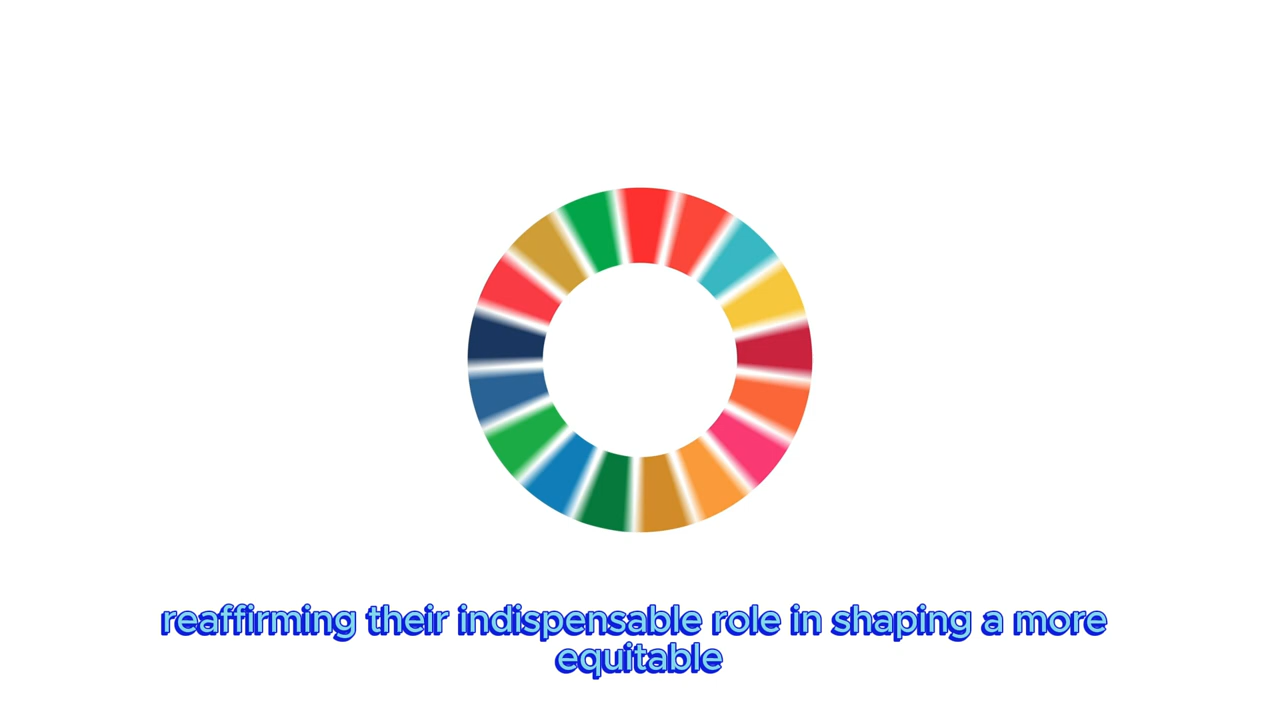 reaffirming their indispensable role in shaping a more
equitable